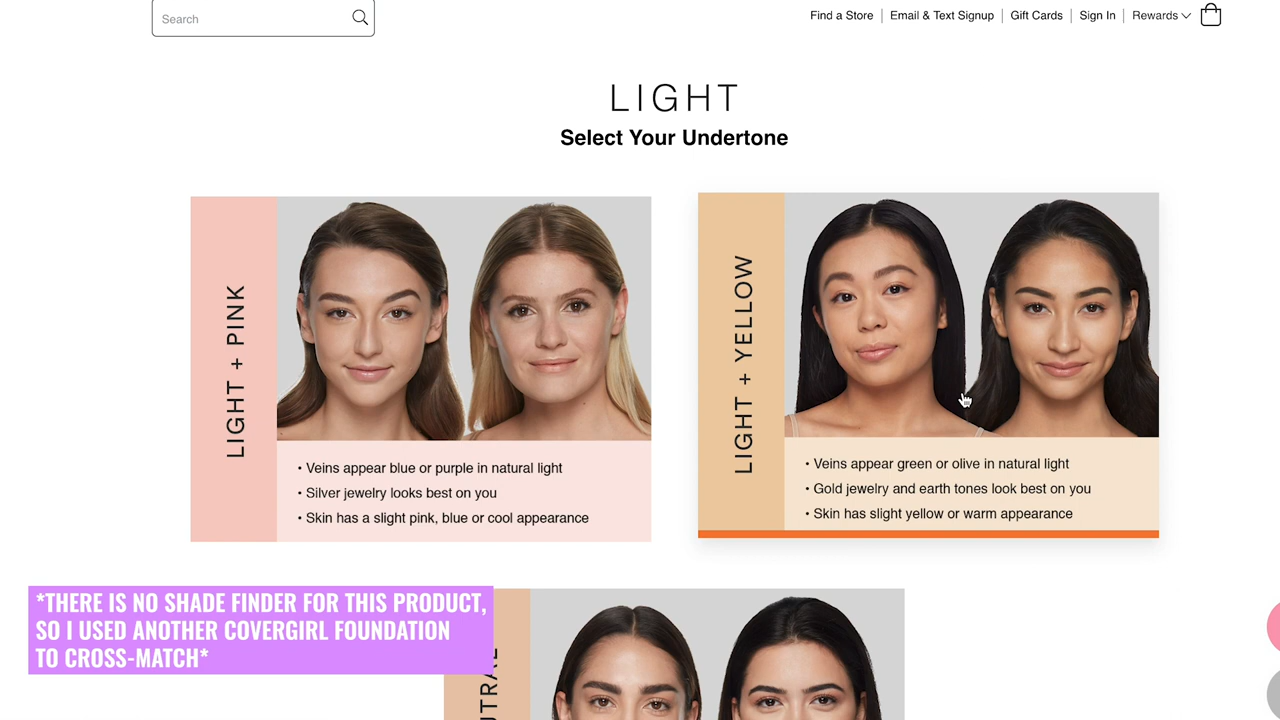 Search
Find a Store | Email & Text Signup | Gift Cards | Sign In | Rewards
LIGHT
Select Your Undertone
LIGHT + PINK
• Veins appear blue or purple in natural light
• Silver jewelry looks best on you
• Skin has a slight pink, blue or cool appearance
LIGHT + YELLOW
• Veins appear green or olive in natural light
• Gold jewelry and earth tones look best on you
• Skin has slight yellow or warm appearance
*THERE IS NO SHADE FINDER FOR THIS PRODUCT,
SO I USED ANOTHER COVERGIRL FOUNDATION
TO CROSS-MATCH*